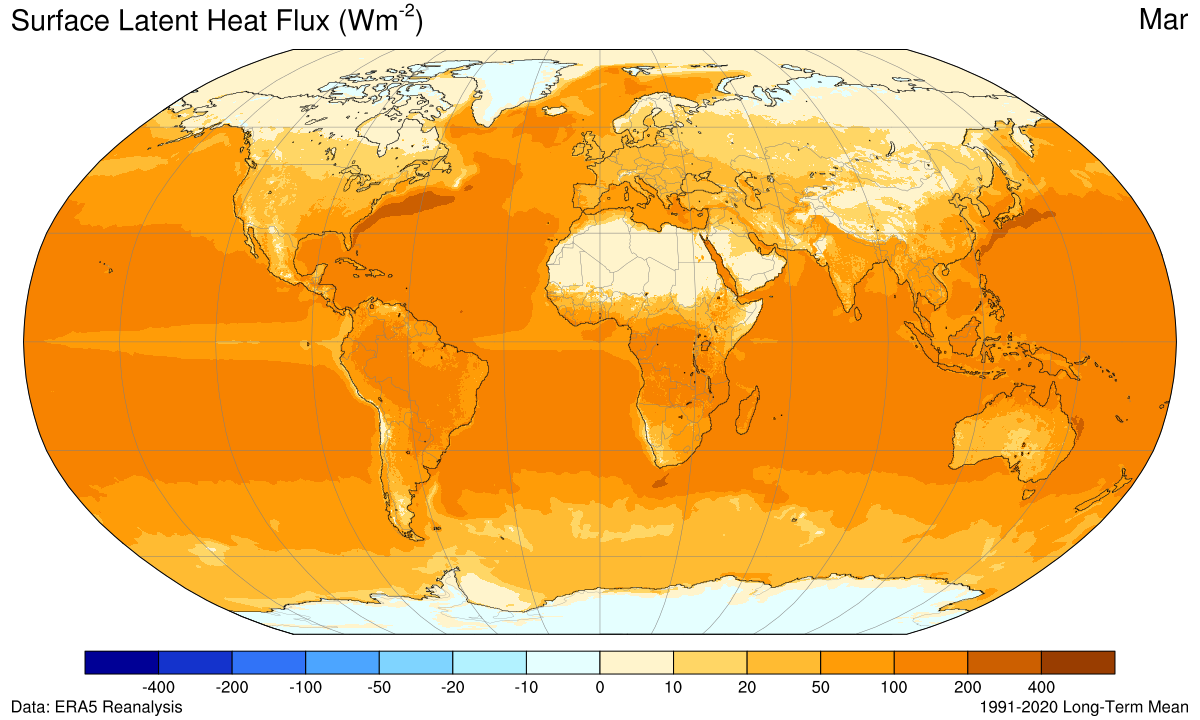 Surface Latent Heat Flux (Wm-2) Mar
-400 -200 -100 -50 -20 -10 0 10 20 50 100 200 400
Data: ERA5 Reanalysis 1991-2020 Long-Term Mean